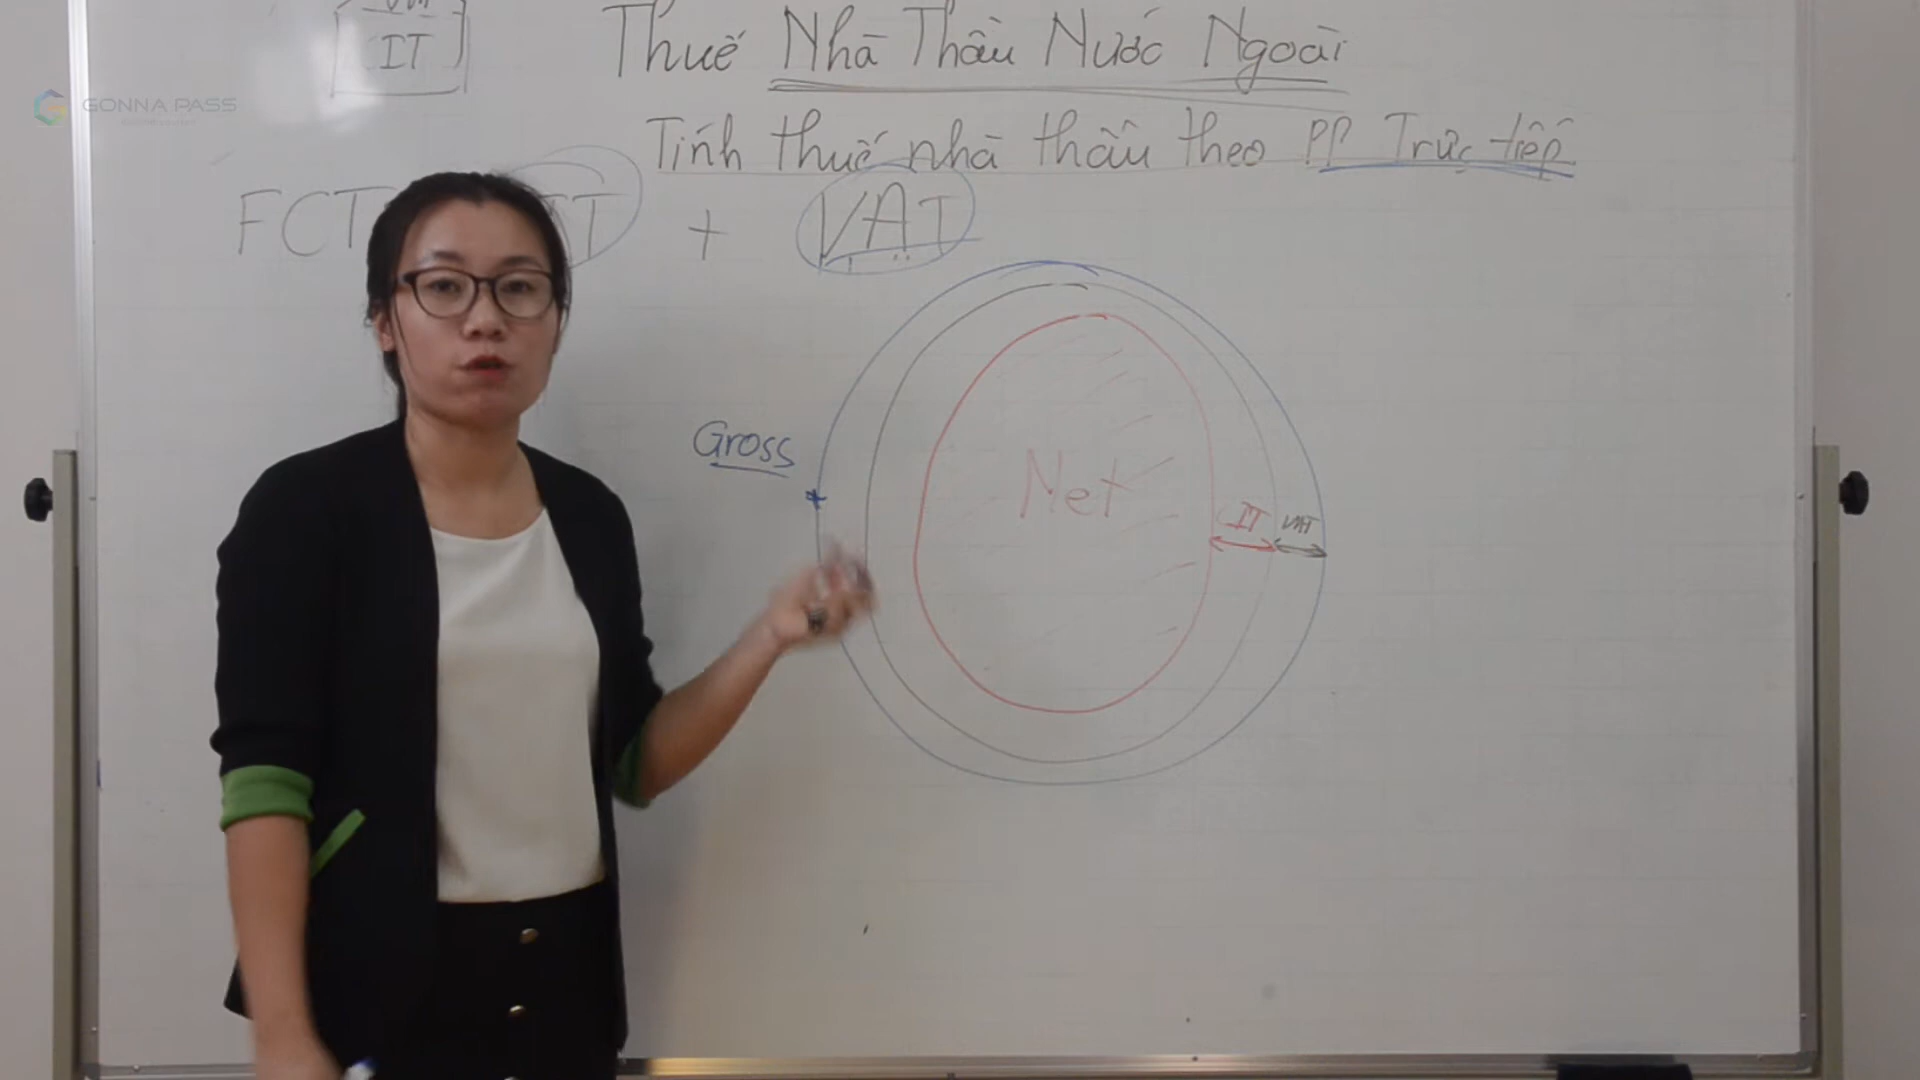 IT
Thuế Nhà Thầu Nước Ngoài
GONNA PASS
Tính thuế nhà thầu theo PP Trực tiếp
FCT IT + VAT
Gross
Net
IT
VAT